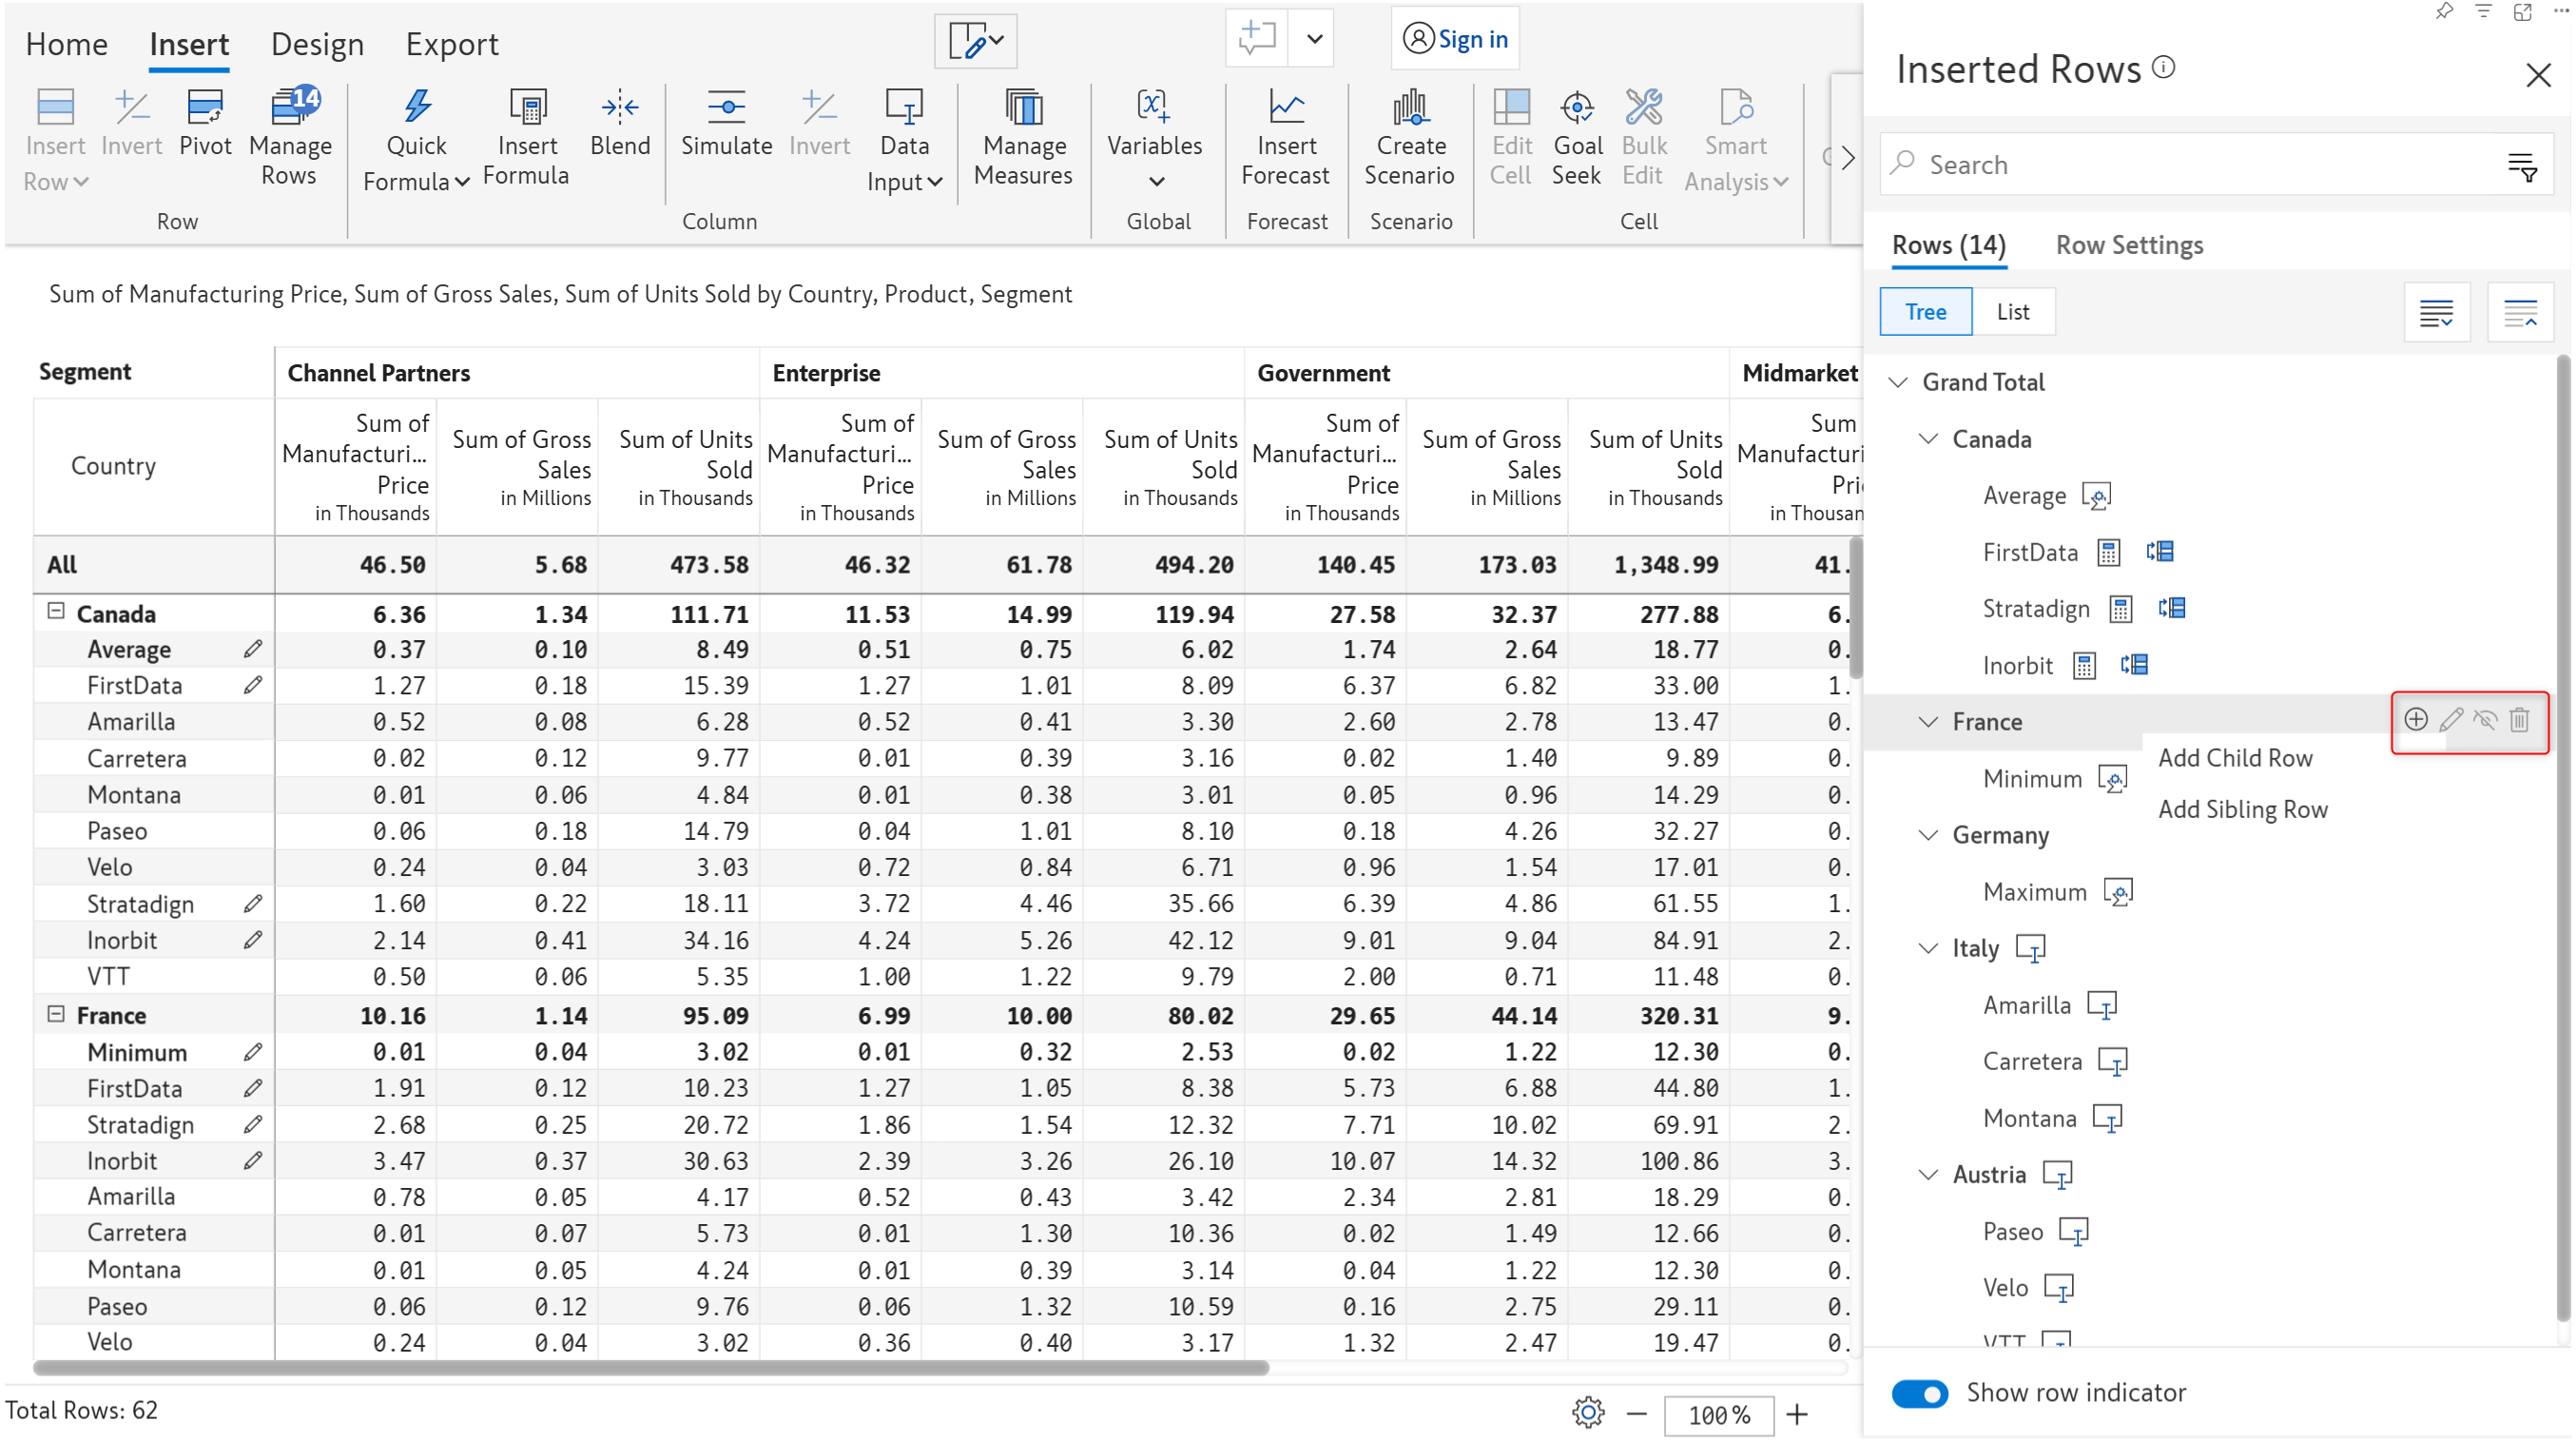 Home Insert Design Export Sign in
Insert Row Invert Pivot Manage Rows 14 Quick Formula Insert Formula Blend Simulate Invert Data Input Manage Measures Variables Insert Forecast Create Scenario Edit Cell Goal Seek Bulk Edit Smart Analysis
Row Column Global Forecast Scenario Cell
Sum of Manufacturing Price, Sum of Gross Sales, Sum of Units Sold by Country, Product, Segment
Segment Channel Partners Enterprise Government Midmarket
Country Sum of Manufacturi... Price in Thousands Sum of Gross Sales in Millions Sum of Units Sold in Thousands Sum of Manufacturi... Price in Thousands Sum of Gross Sales in Millions Sum of Units Sold in Thousands Sum of Manufacturi... Price in Thousands Sum of Gross Sales in Millions Sum of Units Sold in Thousands Sum Manufacturi in
All 46.50 5.68 473.58 46.32 61.78 494.20 140.45 173.03 1,348.99 41.
Canada 6.36 1.34 111.71 11.53 14.99 119.94 27.58 32.37 277.88 6.
Average 0.37 0.10 8.49 0.51 0.75 6.02 1.74 2.64 18.77 0.
FirstData 1.27 0.18 15.39 1.27 1.01 8.09 6.37 6.82 33.00 1.
Amarilla 0.52 0.08 6.28 0.52 0.41 3.30 2.60 2.78 13.47 0.
Carretera 0.02 0.12 9.77 0.01 0.39 3.16 0.02 1.40 9.89 0.
Montana 0.01 0.06 4.84 0.01 0.38 3.01 0.05 0.96 14.29 0.
Paseo 0.06 0.18 14.79 0.04 1.01 8.10 0.18 4.26 32.27 0.
Velo 0.24 0.04 3.03 0.72 0.84 6.71 0.96 1.54 17.01 0.
Stratadign 1.60 0.22 18.11 3.72 4.46 35.66 6.39 4.86 61.55 1.
Inorbit 2.14 0.41 34.16 4.24 5.26 42.12 9.01 9.04 84.91 2.
VTT 0.50 0.06 5.35 1.00 1.22 9.79 2.00 0.71 11.48 0.
France 10.16 1.14 95.09 6.99 10.00 80.02 29.65 44.14 320.31 9.
Minimum 0.01 0.04 3.02 0.01 0.32 2.53 0.02 1.22 12.30 0.
FirstData 1.91 0.12 10.23 1.27 1.05 8.38 5.73 6.88 44.80 1.
Stratadign 2.68 0.25 20.72 1.86 1.54 12.32 7.71 10.02 69.91 2.
Inorbit 3.47 0.37 30.63 2.39 3.26 26.10 10.07 14.32 100.86 3.
Amarilla 0.78 0.05 4.17 0.52 0.43 3.42 2.34 2.81 18.29 0.
Carretera 0.01 0.07 5.73 0.01 1.30 10.36 0.02 1.49 12.66 0.
Montana 0.01 0.05 4.24 0.01 0.39 3.14 0.04 1.22 12.30 0.
Paseo 0.06 0.12 9.76 0.06 1.32 10.59 0.16 2.75 29.11 0.
Velo 0.24 0.04 3.02 0.36 0.40 3.17 1.32 2.47 19.47 0.
Total Rows: 62 100%
Inserted Rows
Search
Rows (14) Row Settings
Tree List
Grand Total
Canada
Average
FirstData
Stratadign
Inorbit
France
Add Child Row
Minimum
Add Sibling Row
Germany
Maximum
Italy
Amarilla
Carretera
Montana
Austria
Paseo
Velo
VTT
Show row indicator